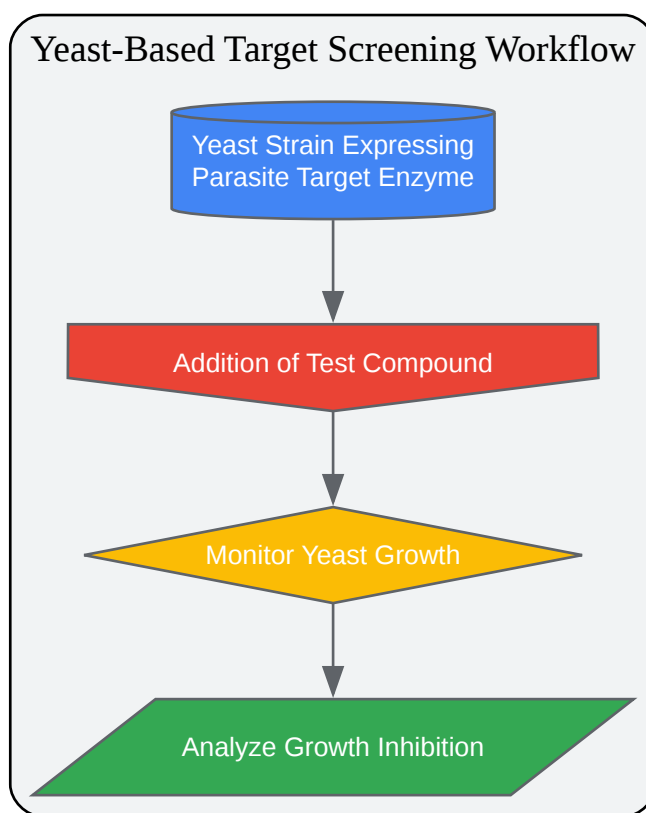 Yeast-Based Target Screening Workflow
Yeast Strain Expressing
Parasite Target Enzyme
Addition of Test Compound
Monitor Yeast Growth
Analyze Growth Inhibition